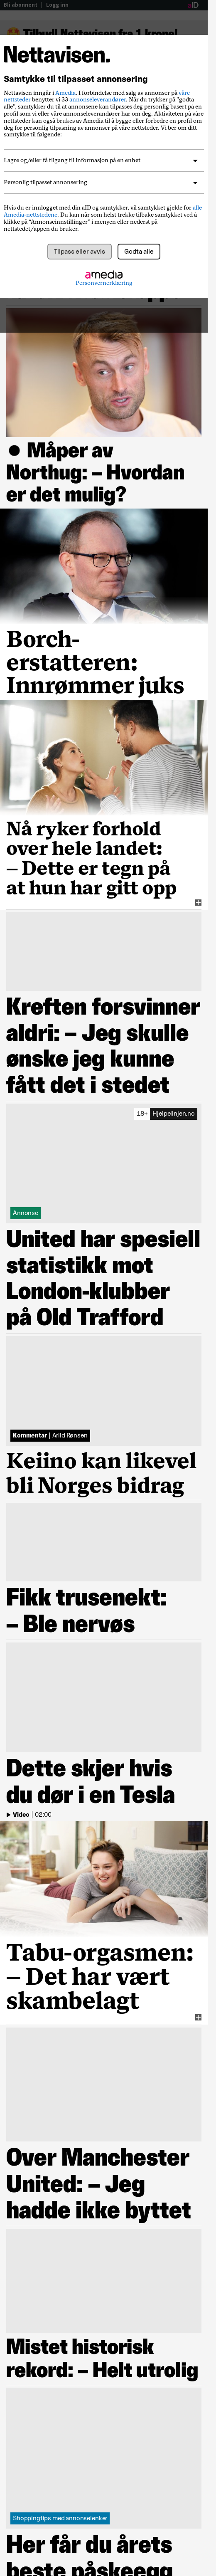 Bli abonnent | Logg inn
aID
Tilbud! Nettavisen fra 1 krone!
Nettavisen.
Samtykke til tilpasset annonsering
Nettavisen inngår i Amedia. I forbindelse med salg av annonser på våre
nettsteder benytter vi 33 annonseleverandører. Når du trykker på "godta
alle", samtykker du til at annonser kan tilpasses deg personlig basert på en
profil som vi eller våre annonseleverandører har om deg. Aktiviteten på våre
nettsteder kan også brukes av Amedia til å bygge eller forbedre en profil om
deg for personlig tilpasning av annonser på våre nettsteder. Vi ber om ditt
samtykke til følgende:
Lagre og/eller få tilgang til informasjon på en enhet
Personlig tilpasset annonsering
Hvis du er innlogget med din aID og samtykker, vil samtykket gjelde for alle
Amedia-nettstedene. Du kan når som helst trekke tilbake samtykket ved å
klikke på "Annonseinnstillinger" i menyen eller nederst på
nettstedet/appen du bruker.
Tilpass eller avvis
Godta alle
amedia
Personvernerklæring
Måper av
Northug: – Hvordan
er det mulig?
Borch-
erstatteren:
Innrømmer juks
Nå ryker forhold
over hele landet:
– Dette er tegn på
at hun har gitt opp
Kreften forsvinner
aldri: – Jeg skulle
ønske jeg kunne
fått det i stedet
18+ Hjelpelinjen.no
Annonse
United har spesiell
statistikk mot
London-klubber
på Old Trafford
Kommentar | Arild Rønsen
Keiino kan likevel
bli Norges bidrag
Fikk trusenekt:
– Ble nervøs
Dette skjer hvis
du dør i en Tesla
Video | 02:00
Tabu-orgasmen:
– Det har vært
skambelagt
Over Manchester
United: – Jeg
hadde ikke byttet
Mistet historisk
rekord: – Helt utrolig
Shoppingtips med annonselenker
Her får du årets
beste påskeegg